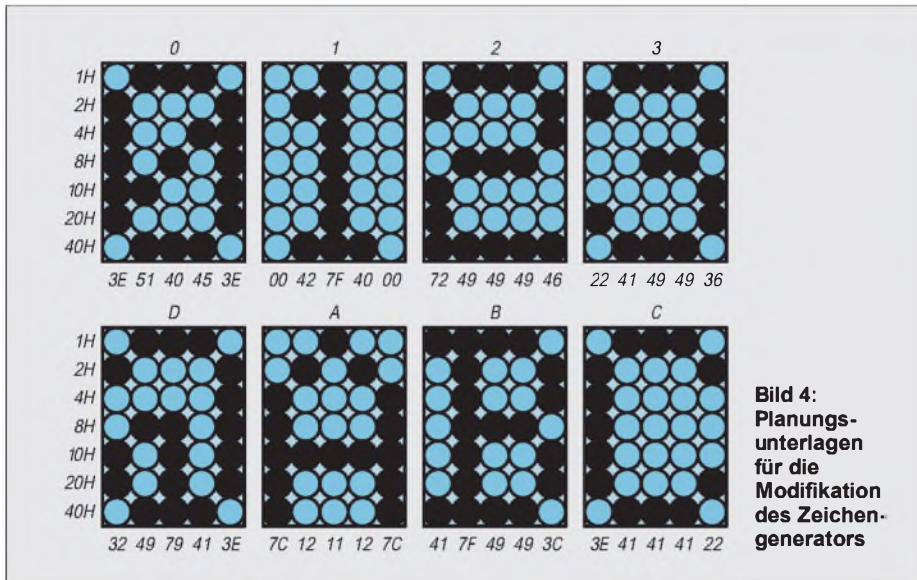 0 1 2 3
1H
2H
4H
8H
10H
20H
40H
3E 51 40 45 3E 00 42 7F 40 00 72 49 49 49 46 22 41 49 49 36
D A B C
1H
2H
4H
8H
10H
20H
40H
32 49 79 41 3E 7C 12 11 12 7C 41 7F 49 49 3C 3E 41 41 41 22
Bild 4:
Planungs-
unterlagen
für die
Modifikation
des Zeichen-
generators